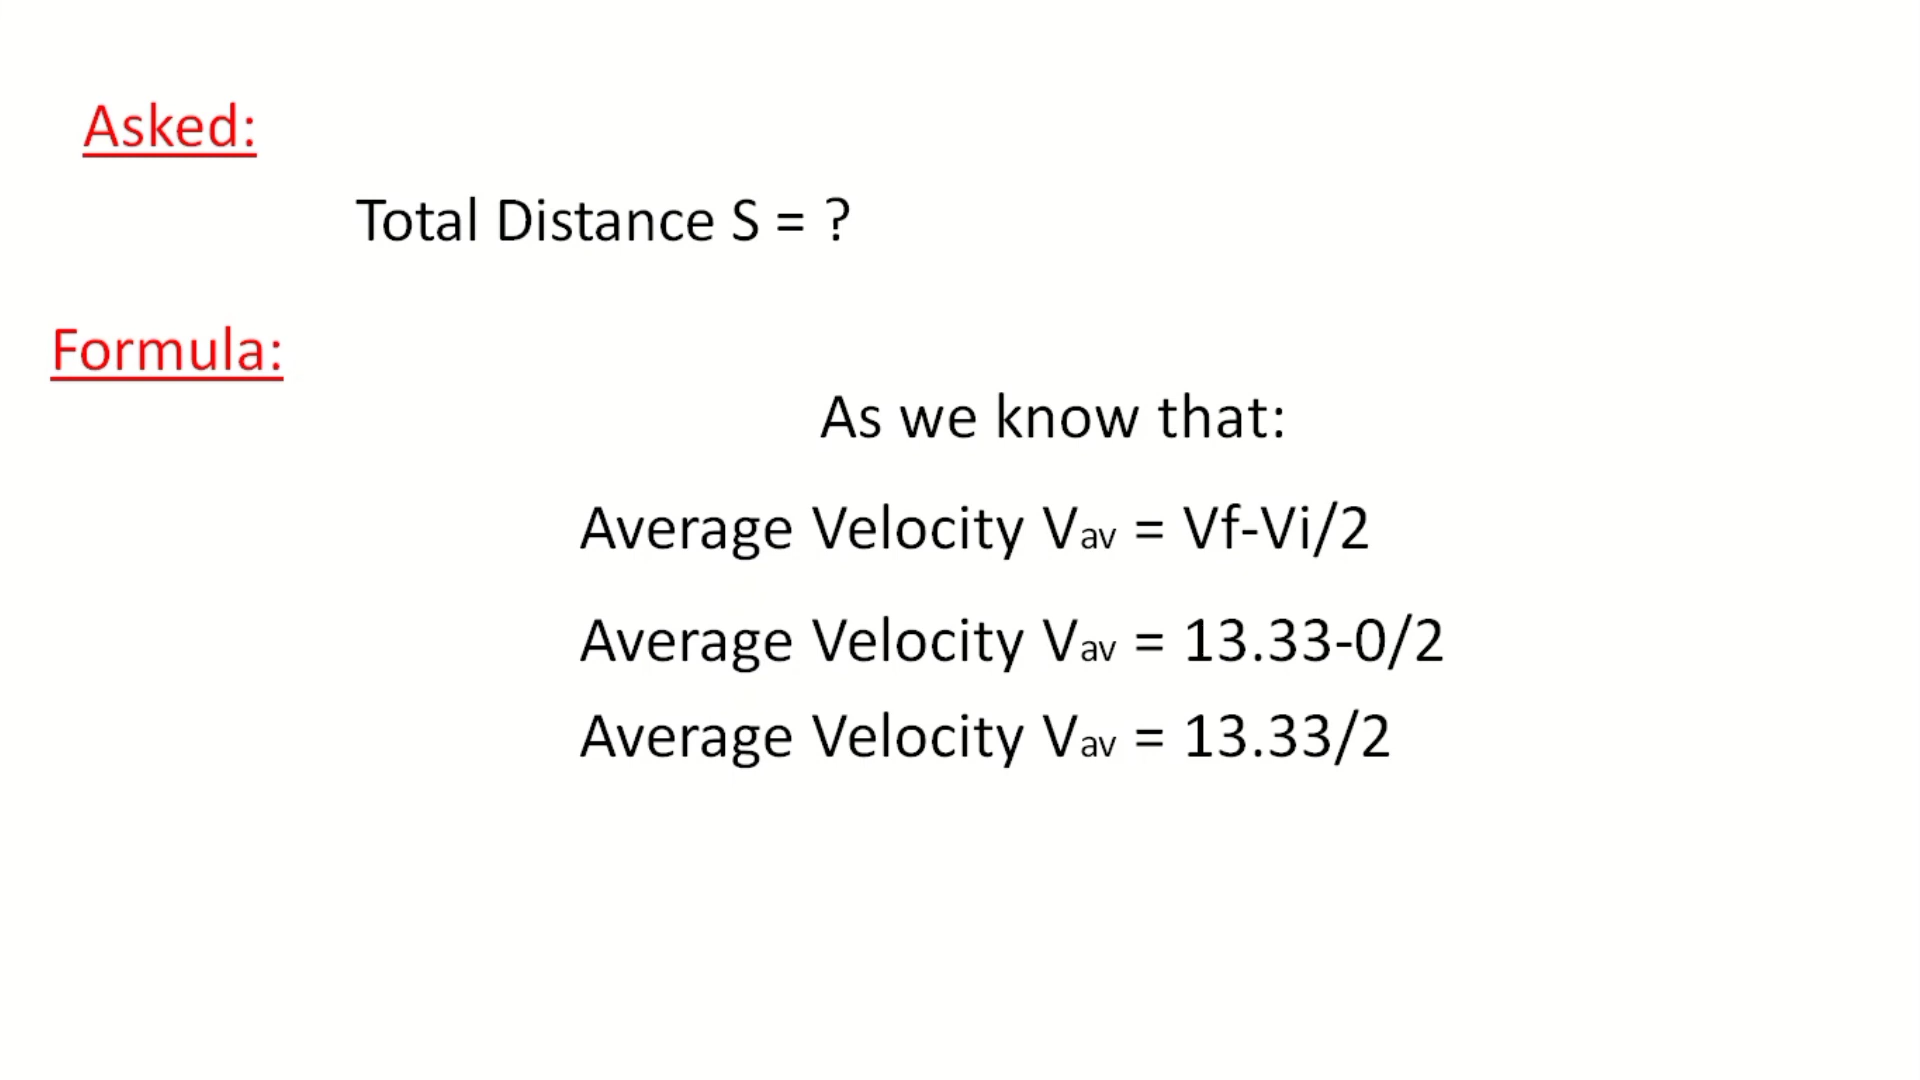 Asked:
Total Distance S = ?
Formula:
As we know that:
Average Velocity Vav = Vf-Vi/2
Average Velocity Vav = 13.33-0/2
Average Velocity Vav = 13.33/2